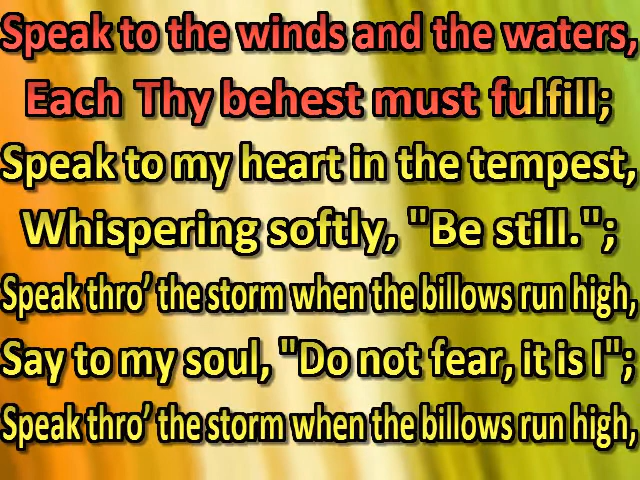 Speak to the winds and the waters,
Each Thy behest must fulfill;
Speak to my heart in the tempest,
Whispering softly, "Be still.";
Speak thro’ the storm when the billows run high,
Say to my soul, "Do not fear, it is I";
Speak thro’ the storm when the billows run high,